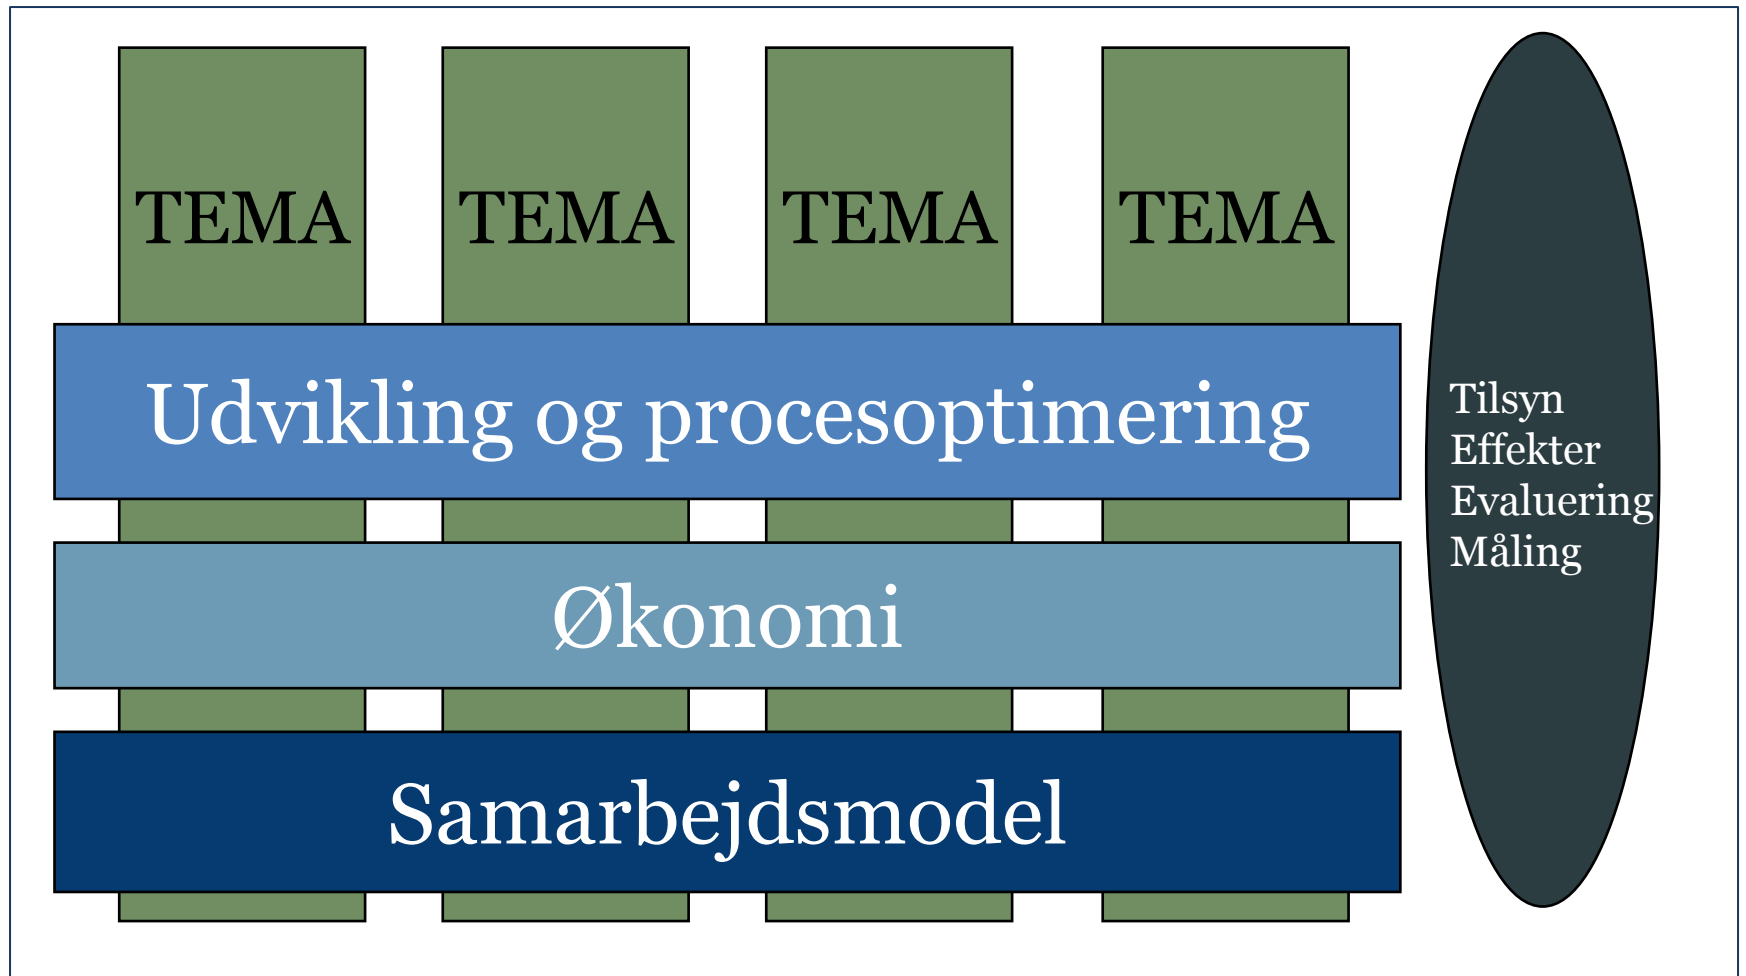 TEMA TEMA TEMA TEMA
Udvikling og procesoptimering
Økonomi
Samarbejdsmodel
Tilsyn
Effekter
Evaluering
Måling